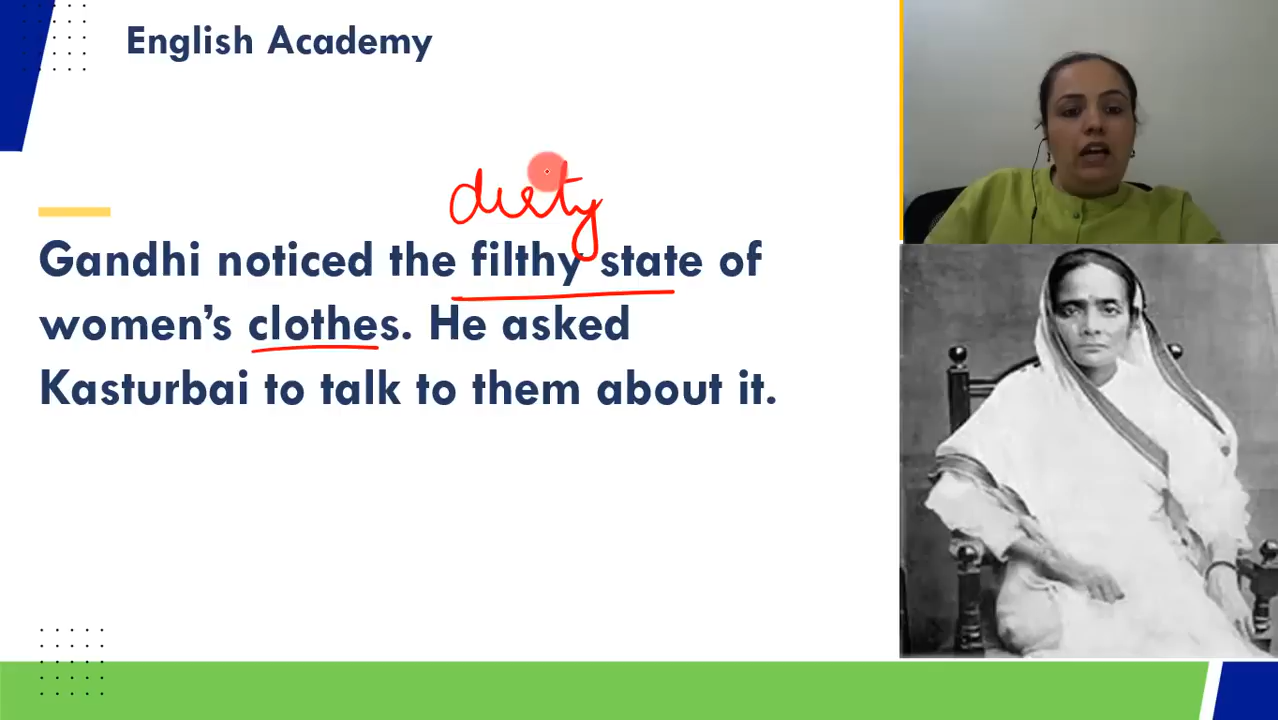 English Academy
dirty
Gandhi noticed the filthy state of
women's clothes. He asked
Kasturbai to talk to them about it.